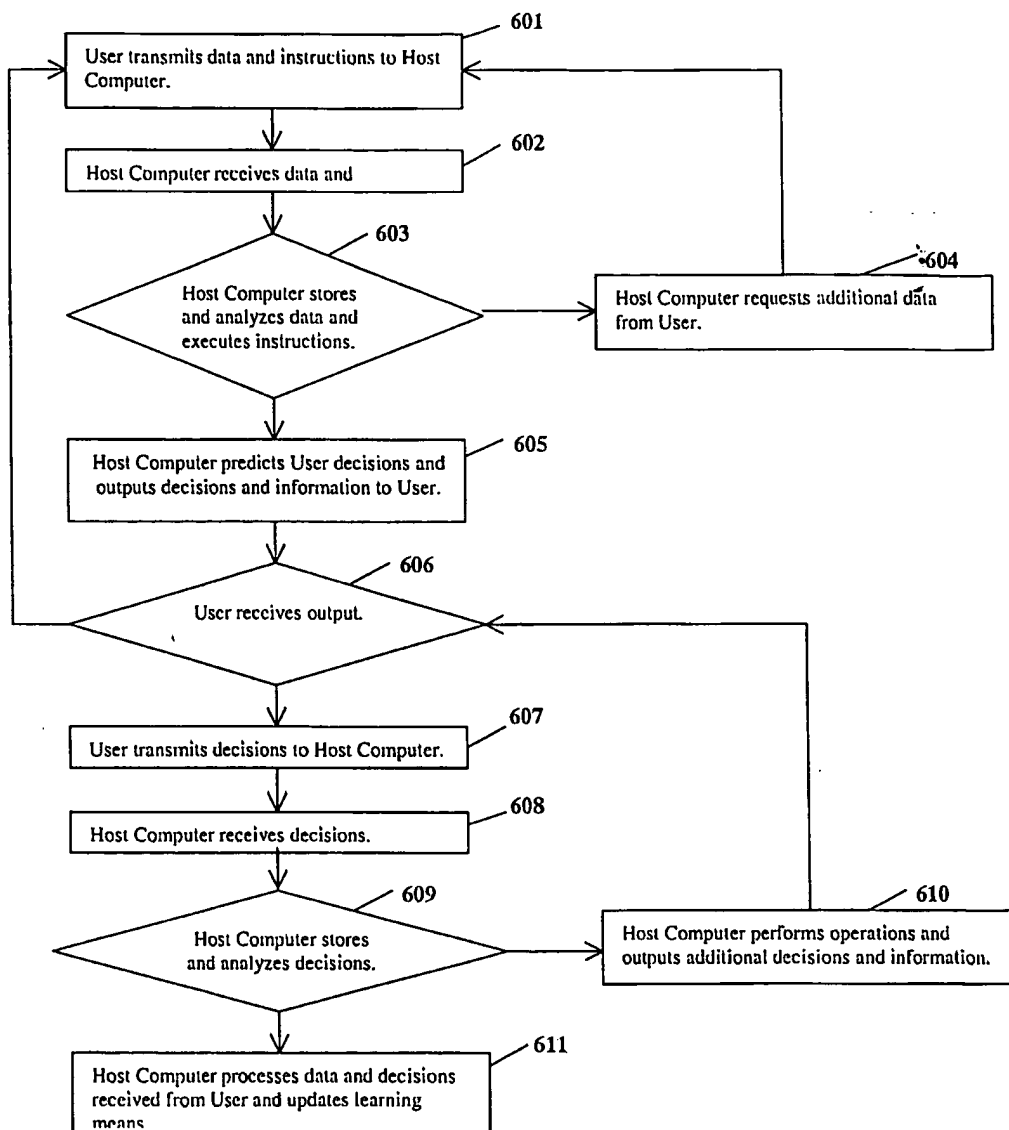 601
User transmits data and instructions to Host
Computer.
602
Host Computer receives data and
603
Host Computer stores
and analyzes data and
executes instructions.
604
Host Computer requests additional data
from User.
605
Host Computer predicts User decisions and
outputs decisions and information to User.
606
User receives output.
607
User transmits decisions to Host Computer.
608
Host Computer receives decisions.
609
Host Computer stores
and analyzes decisions.
610
Host Computer performs operations and
outputs additional decisions and information.
611
Host Computer processes data and decisions
received from User and updates learning
means.